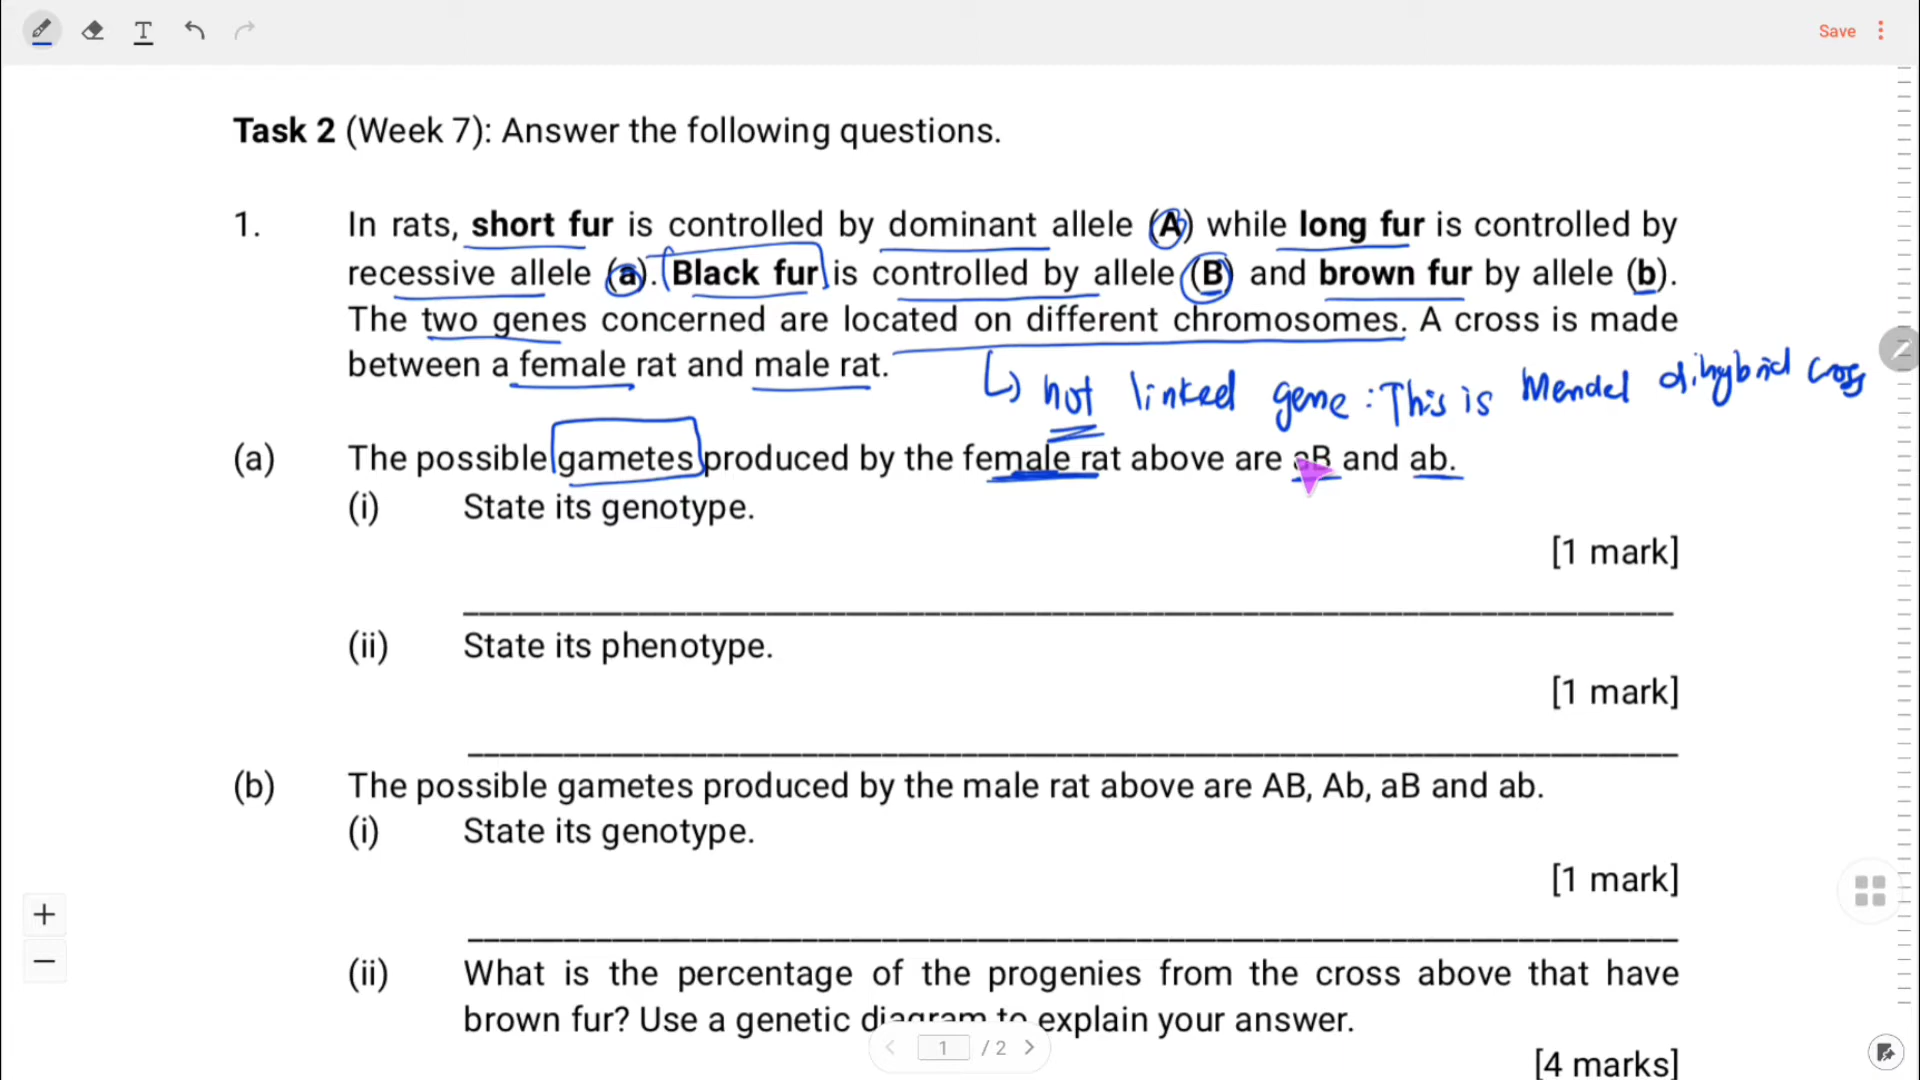 Save
Task 2 (Week 7): Answer the following questions.
1. In rats, short fur is controlled by dominant allele (A) while long fur is controlled by
recessive allele (a). Black fur is controlled by allele (B) and brown fur by allele (b).
The two genes concerned are located on different chromosomes. A cross is made
between a female rat and male rat.
not linked gene : This is Mendel dihybrid cross
(a) The possible gametes produced by the female rat above are aB and ab.
(i) State its genotype.
[1 mark]
(ii) State its phenotype.
[1 mark]
(b) The possible gametes produced by the male rat above are AB, Ab, aB and ab.
(i) State its genotype.
[1 mark]
(ii) What is the percentage of the progenies from the cross above that have
brown fur? Use a genetic diagram to explain your answer.
1 / 2
[4 marks]